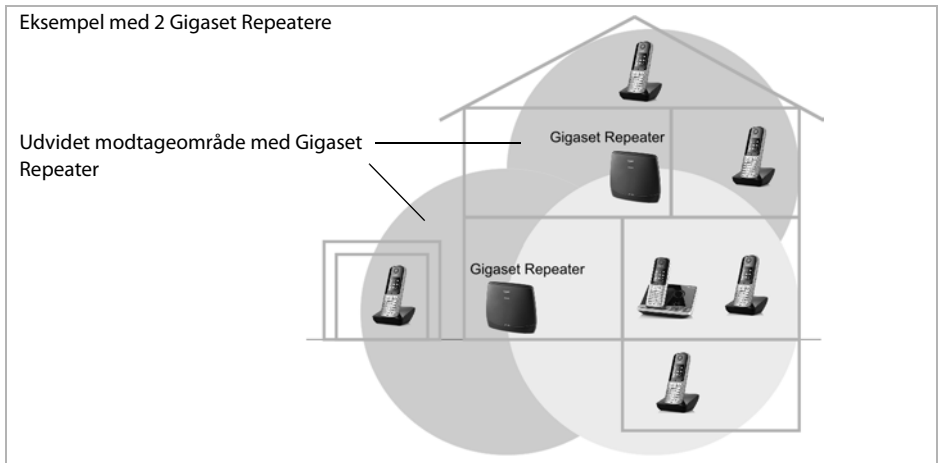 Eksempel med 2 Gigaset Repeatere
Udvidet modtageområde med Gigaset
Repeater
Gigaset Repeater
Gigaset Repeater